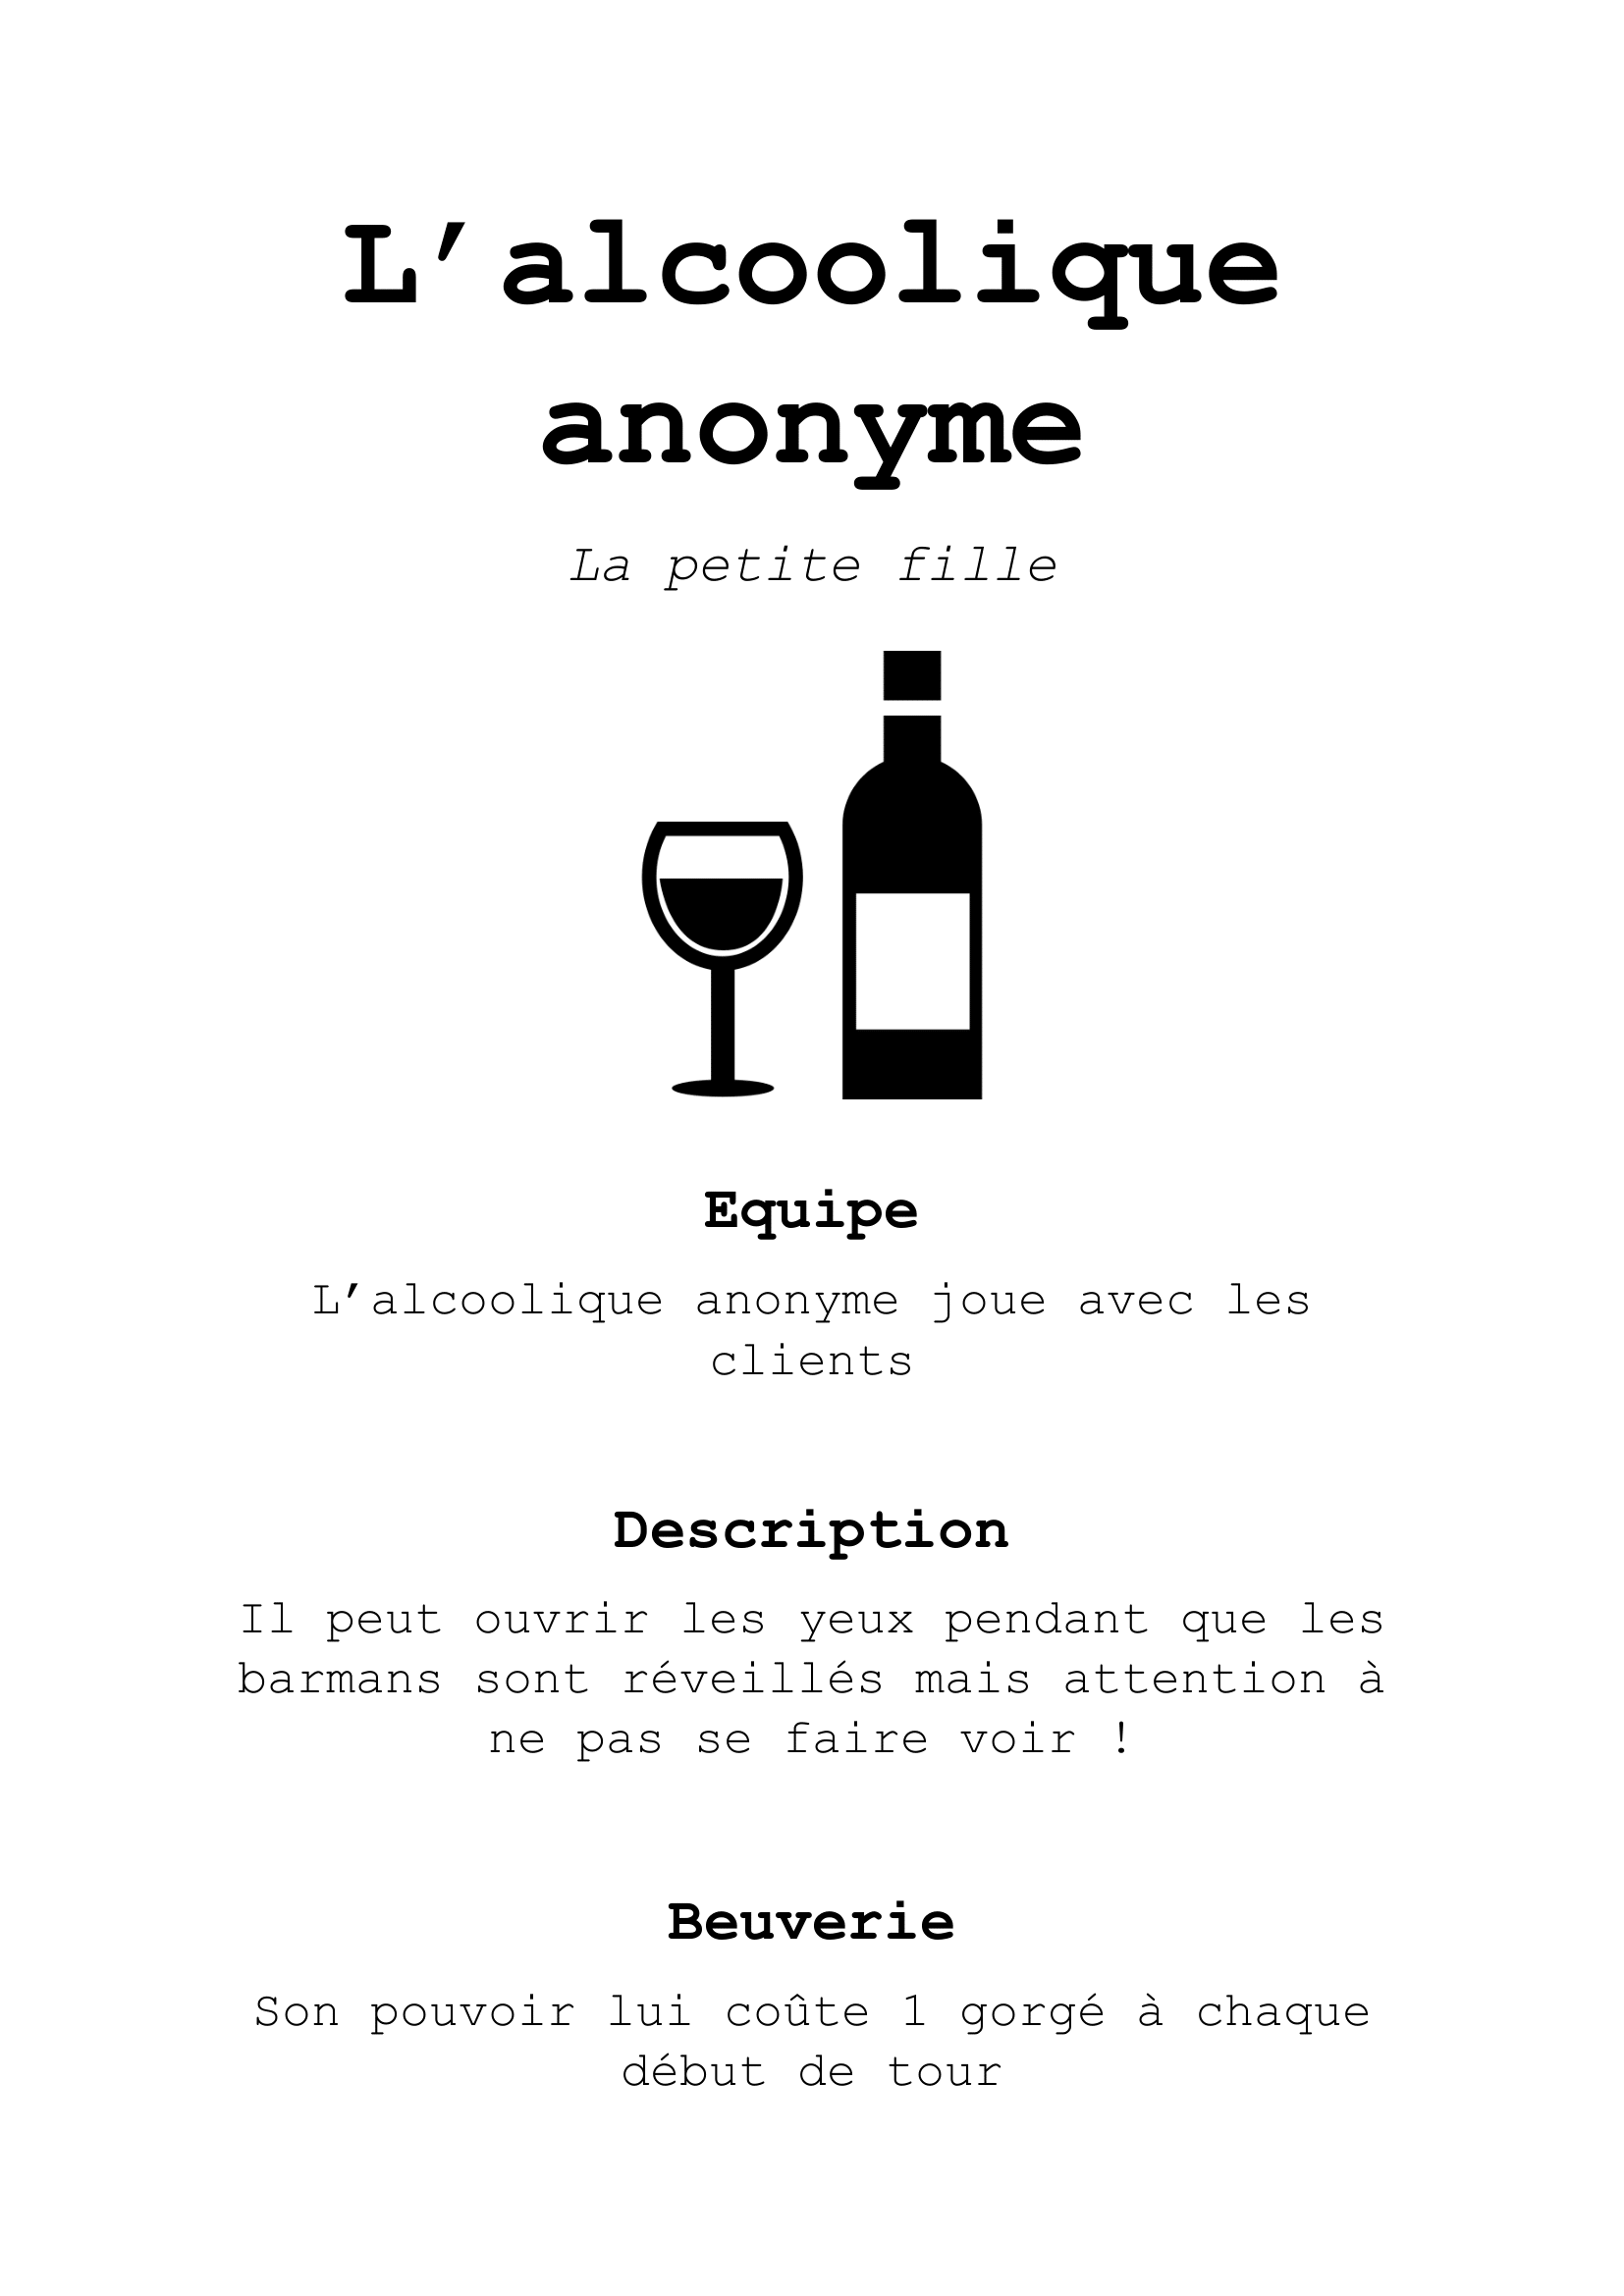 L’alcoolique
anonyme
La petite fille
Equipe
L’alcoolique anonyme joue avec les
clients
Description
Il peut ouvrir les yeux pendant que les
barmans sont réveillés mais attention à
ne pas se faire voir !
Beuverie
Son pouvoir lui coûte 1 gorgé à chaque
début de tour